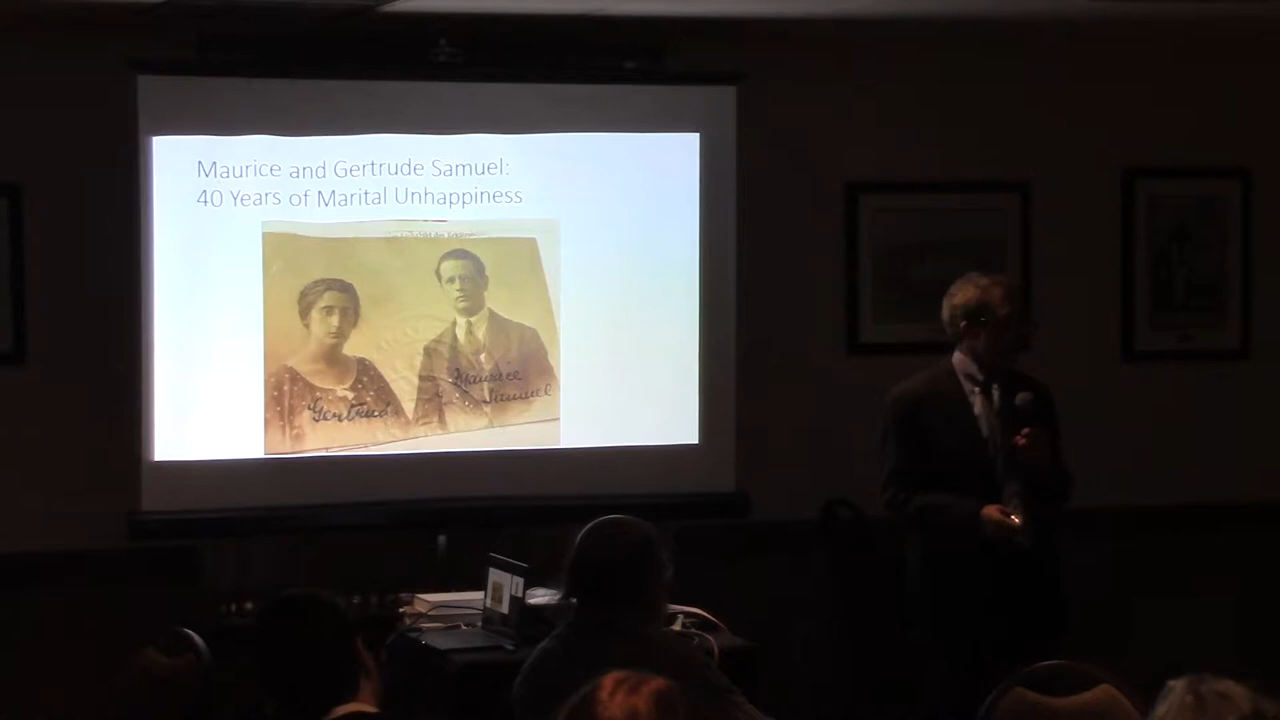 Maurice and Gertrude Samuel:
40 Years of Marital Unhappiness
Gertrude
Maurice
Samuel